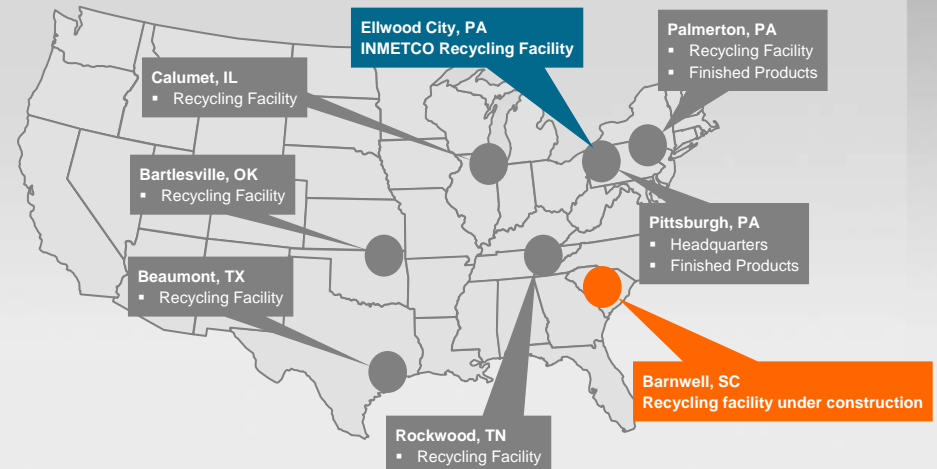 Ellwood City, PA
INMETCO Recycling Facility
Palmerton, PA
▪ Recycling Facility
▪ Finished Products
Calumet, IL
▪ Recycling Facility
Bartlesville, OK
▪ Recycling Facility
Pittsburgh, PA
▪ Headquarters
▪ Finished Products
Beaumont, TX
▪ Recycling Facility
Barnwell, SC
Recycling facility under construction
Rockwood, TN
▪ Recycling Facility